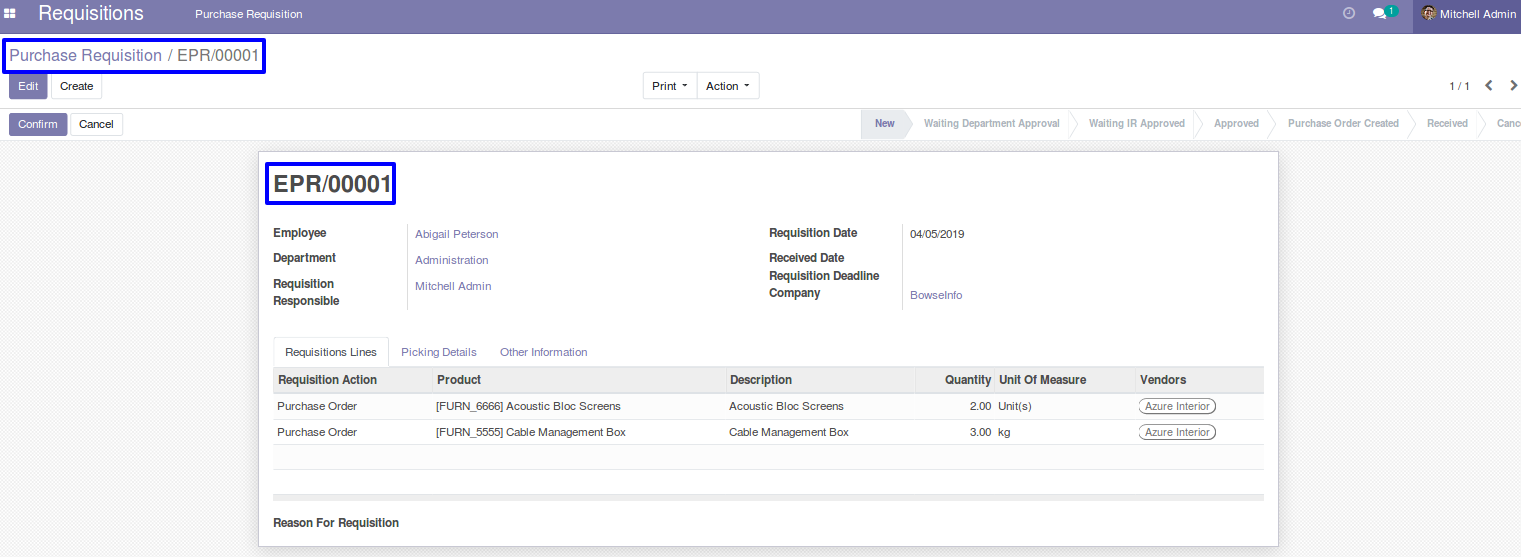 Requisitions Purchase Requisition 1 Mitchell Admin
Purchase Requisition / EPR/00001
Edit Create Print Action 1 / 1
Confirm Cancel New Waiting Department Approval Waiting IR Approved Approved Purchase Order Created Received Cance
EPR/00001
Employee Abigail Peterson Requisition Date 04/05/2019
Department Administration Received Date
Requisition Deadline
Requisition Responsible Mitchell Admin Company BowseInfo
Requisitions Lines Picking Details Other Information
Requisition Action Product Description Quantity Unit Of Measure Vendors
Purchase Order [FURN_6666] Acoustic Bloc Screens Acoustic Bloc Screens 2.00 Unit(s) Azure Interior
Purchase Order [FURN_5555] Cable Management Box Cable Management Box 3.00 kg Azure Interior
Reason For Requisition